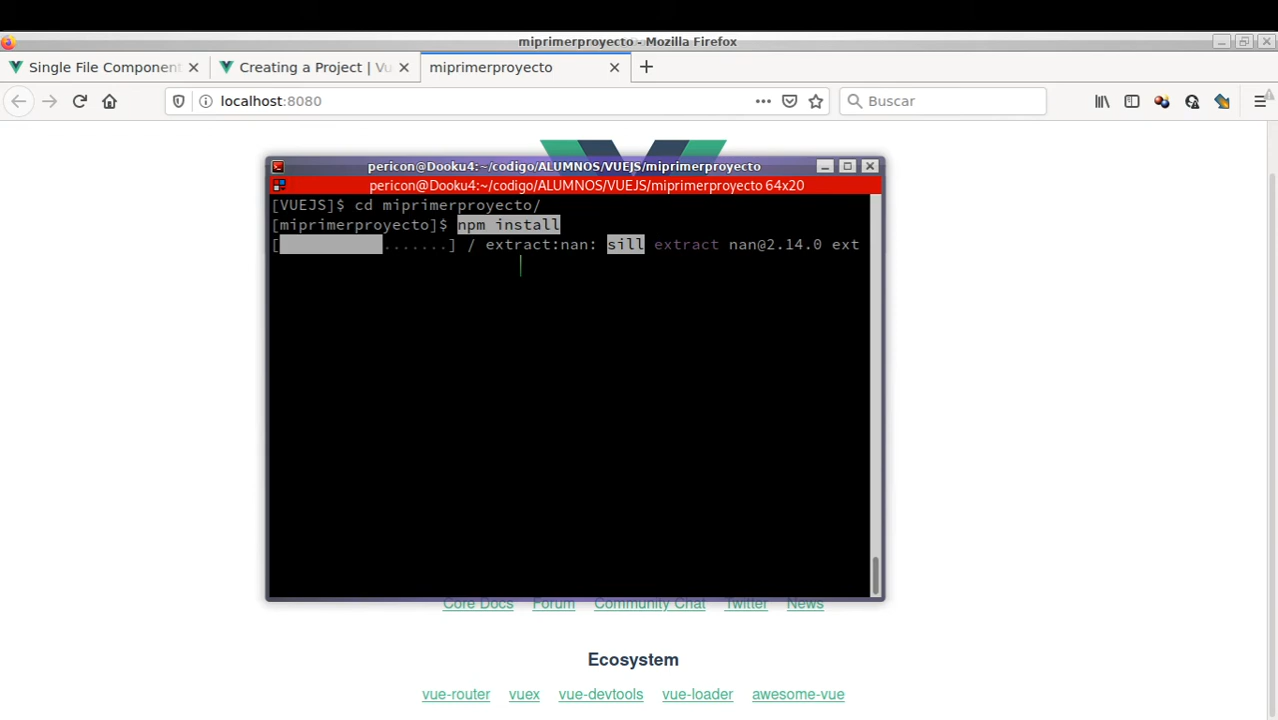 miprimerproyecto - Mozilla Firefox
Single File Component
Creating a Project | Vu
miprimerproyecto
localhost:8080
Buscar
pericon@Dooku4:~/codigo/ALUMNOS/VUEJS/miprimerproyecto
pericon@Dooku4:~/codigo/ALUMNOS/VUEJS/miprimerproyecto 64x20
[VUEJS]$ cd miprimerproyecto/
[miprimerproyecto]$ npm install
[ .......] / extract:nan: sill extract nan@2.14.0 ext
Core Docs Forum Community Chat Twitter News
Ecosystem
vue-router vuex vue-devtools vue-loader awesome-vue